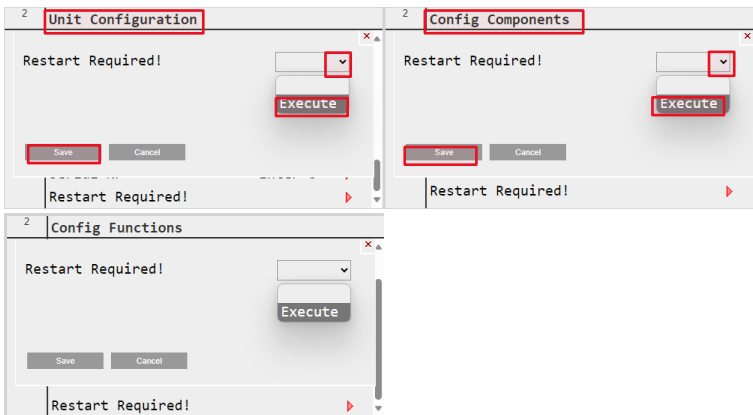 2 Unit Configuration
×
Restart Required!
Execute
Save Cancel
Restart Required!
2 Config Components
×
Restart Required!
Execute
Save Cancel
Restart Required!
2 Config Functions
×
Restart Required!
Execute
Save Cancel
Restart Required!